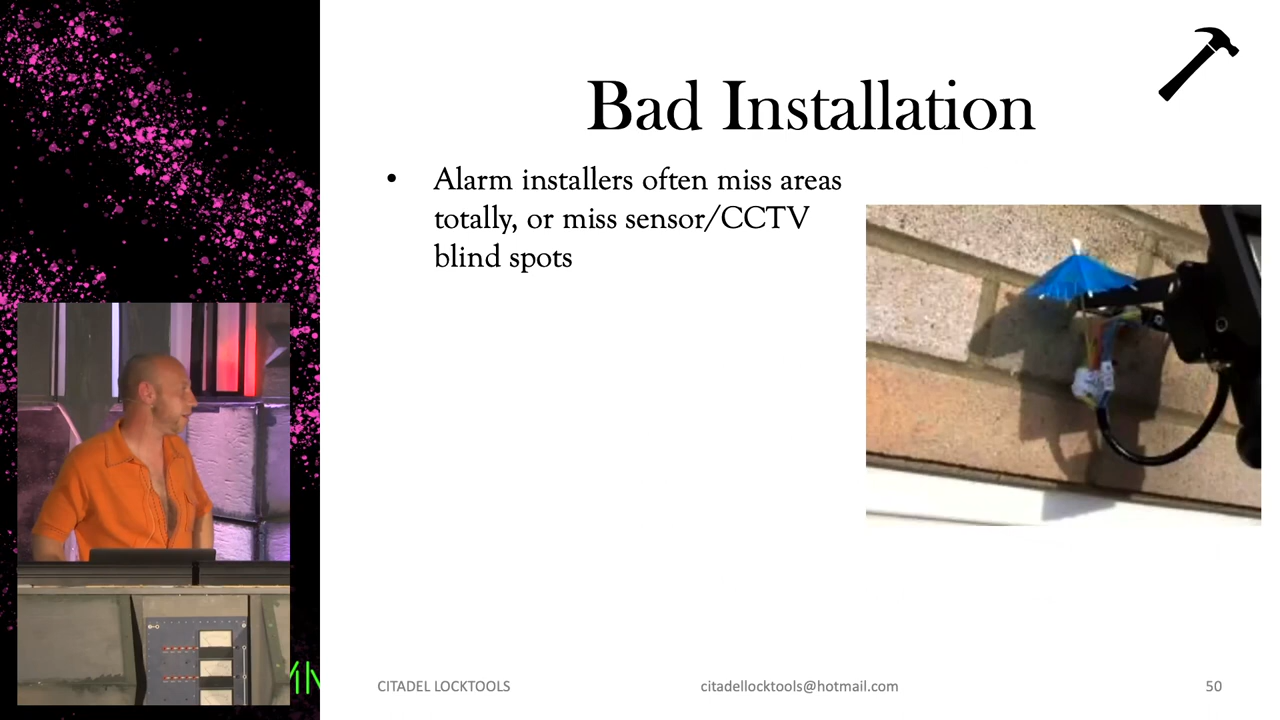 Bad Installation
• Alarm installers often miss areas
totally, or miss sensor/CCTV
blind spots
CITADEL LOCKTOOLS
citadellocktools@hotmail.com
50